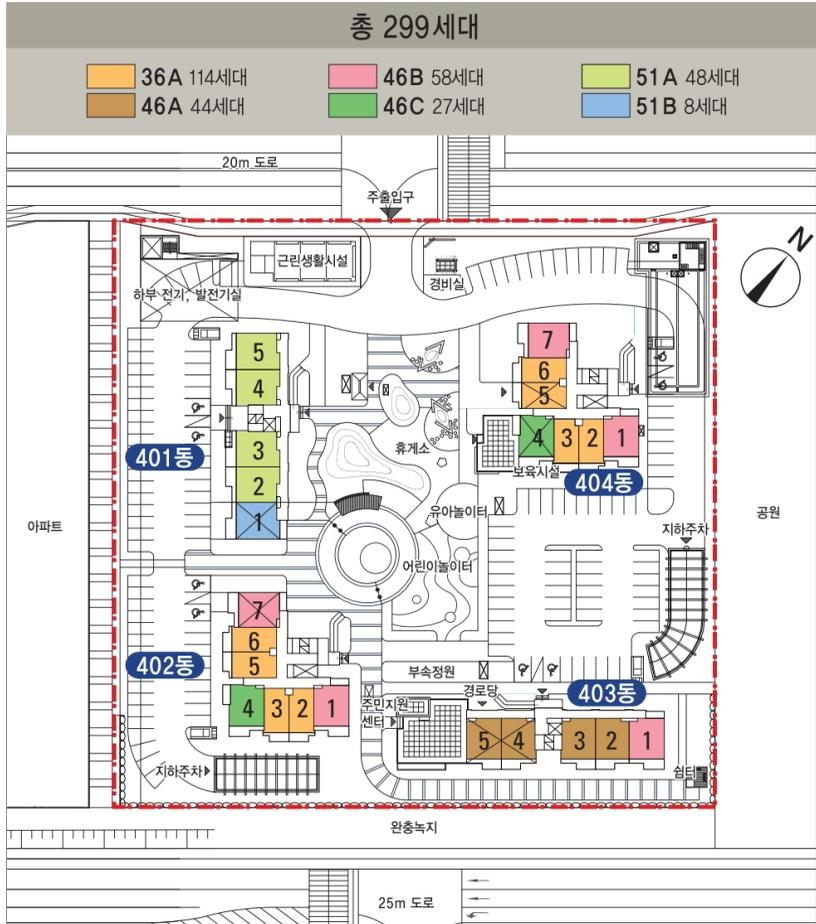 총 299세대
36A 114세대
46B 58세대
51A 48세대
46A 44세대
46C 27세대
51B 8세대
20m 도로
주출입구
N
근린생활시설
경비실
하부 전기, 발전기실
5
4
3
2
1
401동
7
6
5
4
3
2
1
보육시설
404동
휴게소
유아놀이터
어린이놀이터
아파트
공원
지하주차
7
6
5
4
3
2
1
402동
부속정원
경로당
403동
주민지원
센터
5
4
3
2
1
쉼터
지하주차
완충녹지
25m 도로